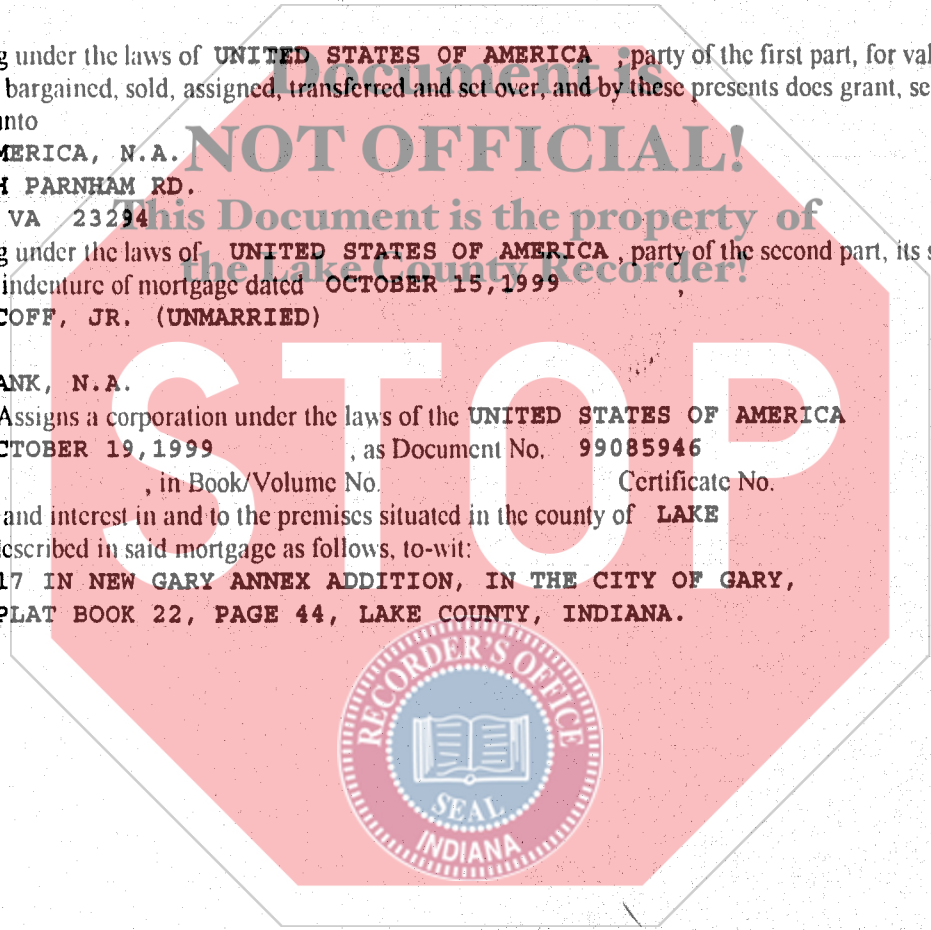 g under the laws of UNITED STATES OF AMERICA , party of the first part, for val
Document is
bargained, sold, assigned, transferred and set over, and by these presents does grant, se
unto
NOT OFFICIAL!
MERICA, N.A.
H PARNHAM RD.
VA 23294
This Document is the property of
g under the laws of UNITED STATES OF AMERICA , party of the second part, its s
the Lake County Recorder!
indenture of mortgage dated OCTOBER 15,1999 ,
COFF, JR. (UNMARRIED)
STOP
ANK, N.A.
Assigns a corporation under the laws of the UNITED STATES OF AMERICA
CTOBER 19,1999 , as Document No. 99085946
, in Book/Volume No. Certificate No.
and interest in and to the premises situated in the county of LAKE
escribed in said mortgage as follows, to-wit:
17 IN NEW GARY ANNEX ADDITION, IN THE CITY OF GARY,
PLAT BOOK 22, PAGE 44, LAKE COUNTY, INDIANA.
RECORDER'S OFFICE
SEAL
INDIANA